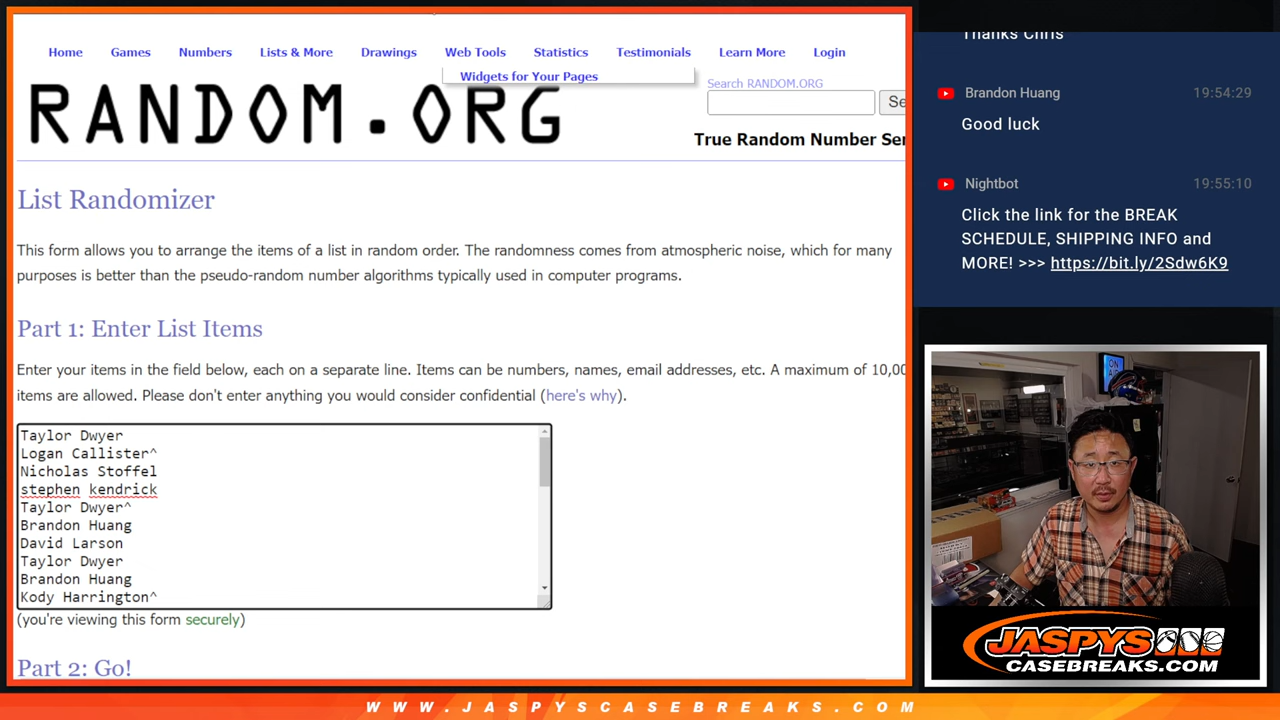 Home Games Numbers Lists & More Drawings Web Tools Statistics Testimonials Learn More Login
Widgets for Your Pages
Search RANDOM.ORG
RANDOM.ORG
Se
True Random Number Ser
List Randomizer
This form allows you to arrange the items of a list in random order. The randomness comes from atmospheric noise, which for many
purposes is better than the pseudo-random number algorithms typically used in computer programs.
Part 1: Enter List Items
Enter your items in the field below, each on a separate line. Items can be numbers, names, email addresses, etc. A maximum of 10,00
items are allowed. Please don't enter anything you would consider confidential (here's why).
Taylor Dwyer
Logan Callister^
Nicholas Stoffel
stephen kendrick
Taylor Dwyer^
Brandon Huang
David Larson
Taylor Dwyer
Brandon Huang
Kody Harrington^
(you're viewing this form securely)
Part 2: Go!
Thanks Chris
Brandon Huang 19:54:29
Good luck
Nightbot 19:55:10
Click the link for the BREAK
SCHEDULE, SHIPPING INFO and
MORE! >>> https://bit.ly/2Sdw6K9
ON
AIR
JASPYS
CASEBREAKS.COM
WWW.JASPYSCASEBREAKS.COM